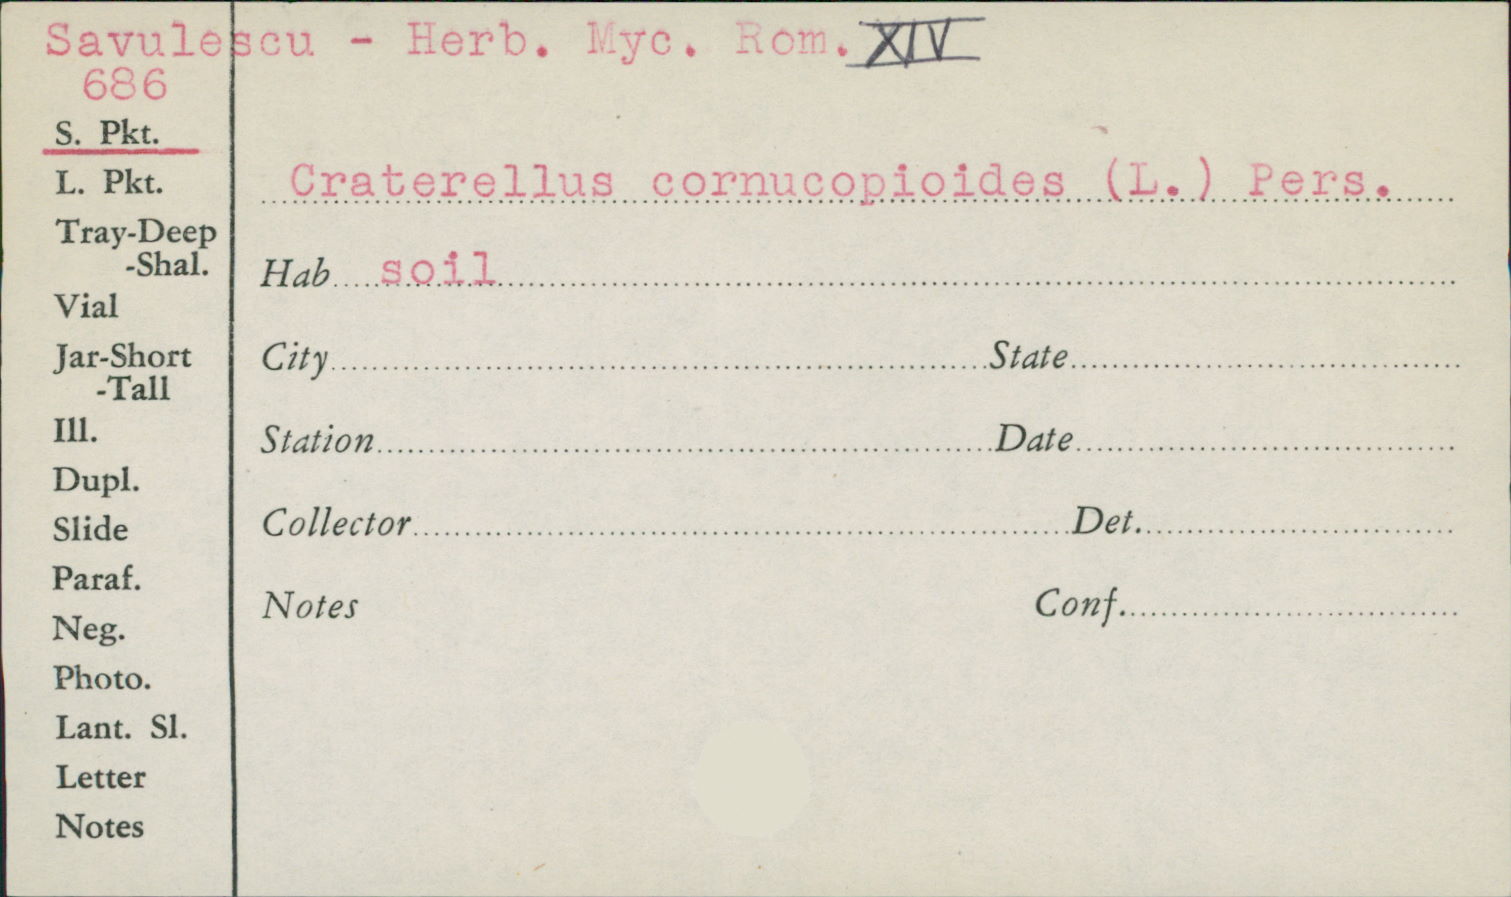 Savulescu - Herb. Myc. Rom. XIV
686
S. Pkt.
L. Pkt.
Tray-Deep
-Shal.
Vial
Jar-Short
-Tall
Ill.
Dupl.
Slide
Paraf.
Neg.
Photo.
Lant. Sl.
Letter
Notes
Craterellus cornucopioides (L.) Pers.
Hab soil
City State
Station Date
Collector Det.
Notes Conf.